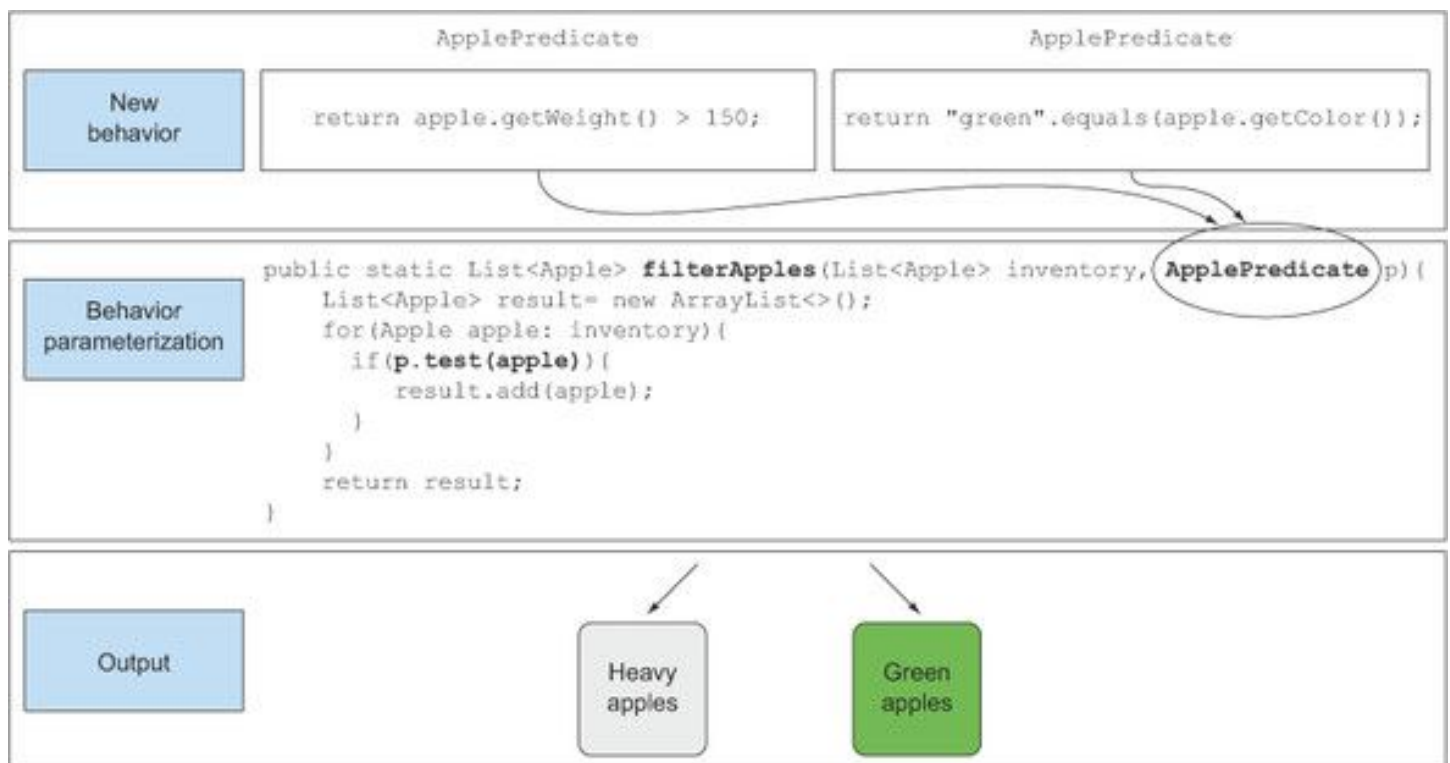 ApplePredicate
ApplePredicate
New
behavior
return apple.getWeight() > 150;
return "green".equals(apple.getColor());
Behavior
parameterization
public static List<Apple> filterApples(List<Apple> inventory, ApplePredicate p){
    List<Apple> result= new ArrayList<>();
    for(Apple apple: inventory){
      if(p.test(apple)){
         result.add(apple);
      }
    }
    return result;
}
Output
Heavy
apples
Green
apples